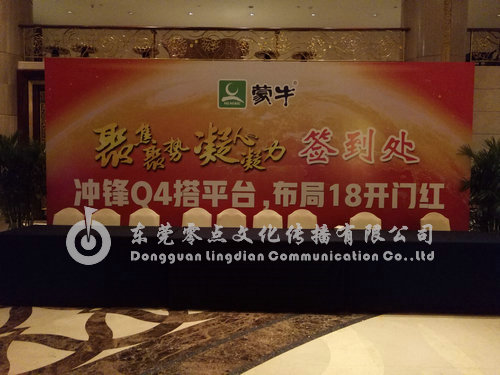 蒙牛®
聚焦聚势 凝人心凝力 签到处
冲锋Q4搭平台,布局18开门红
东莞零点文化传播有限公司
Dongguan Lingdian Communication Co.,ltd